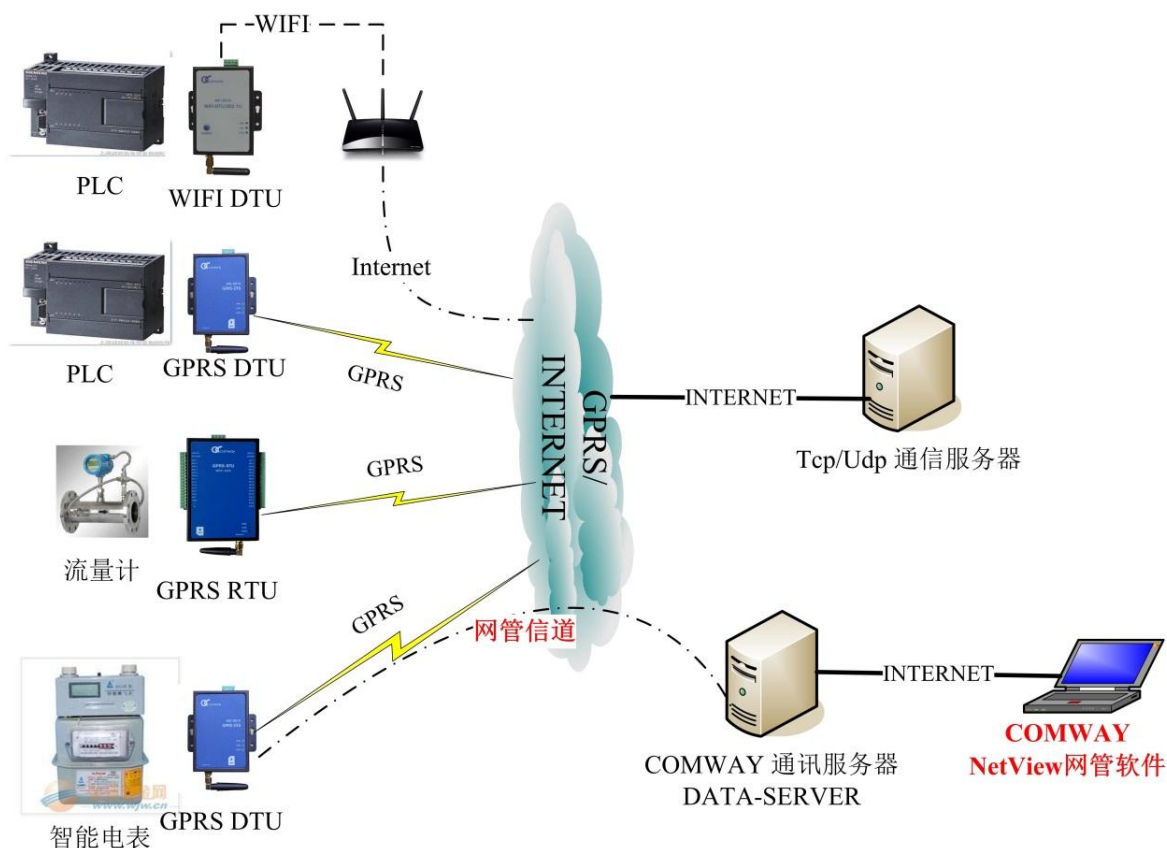 WIFI
PLC
WIFI DTU
Internet
PLC
GPRS DTU
GPRS
GPRS/
INTERNET
INTERNET
Tcp/Udp 通信服务器
流量计
GPRS RTU
GPRS
GPRS
网管信道
智能电表
GPRS DTU
www.wjw.cn
COMWAY 通讯服务器
DATA-SERVER
INTERNET
COMWAY
NetView网管软件